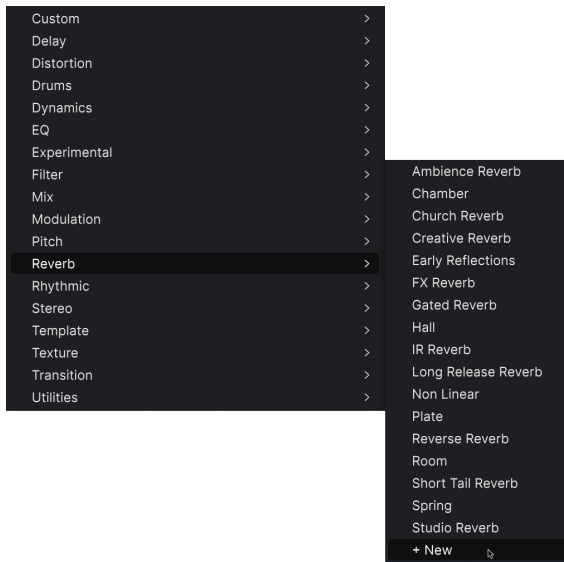 Custom
Delay
Distortion
Drums
Dynamics
EQ
Experimental
Filter
Mix
Modulation
Pitch
Reverb
Rhythmic
Stereo
Template
Texture
Transition
Utilities
Ambience Reverb
Chamber
Church Reverb
Creative Reverb
Early Reflections
FX Reverb
Gated Reverb
Hall
IR Reverb
Long Release Reverb
Non Linear
Plate
Reverse Reverb
Room
Short Tail Reverb
Spring
Studio Reverb
+ New